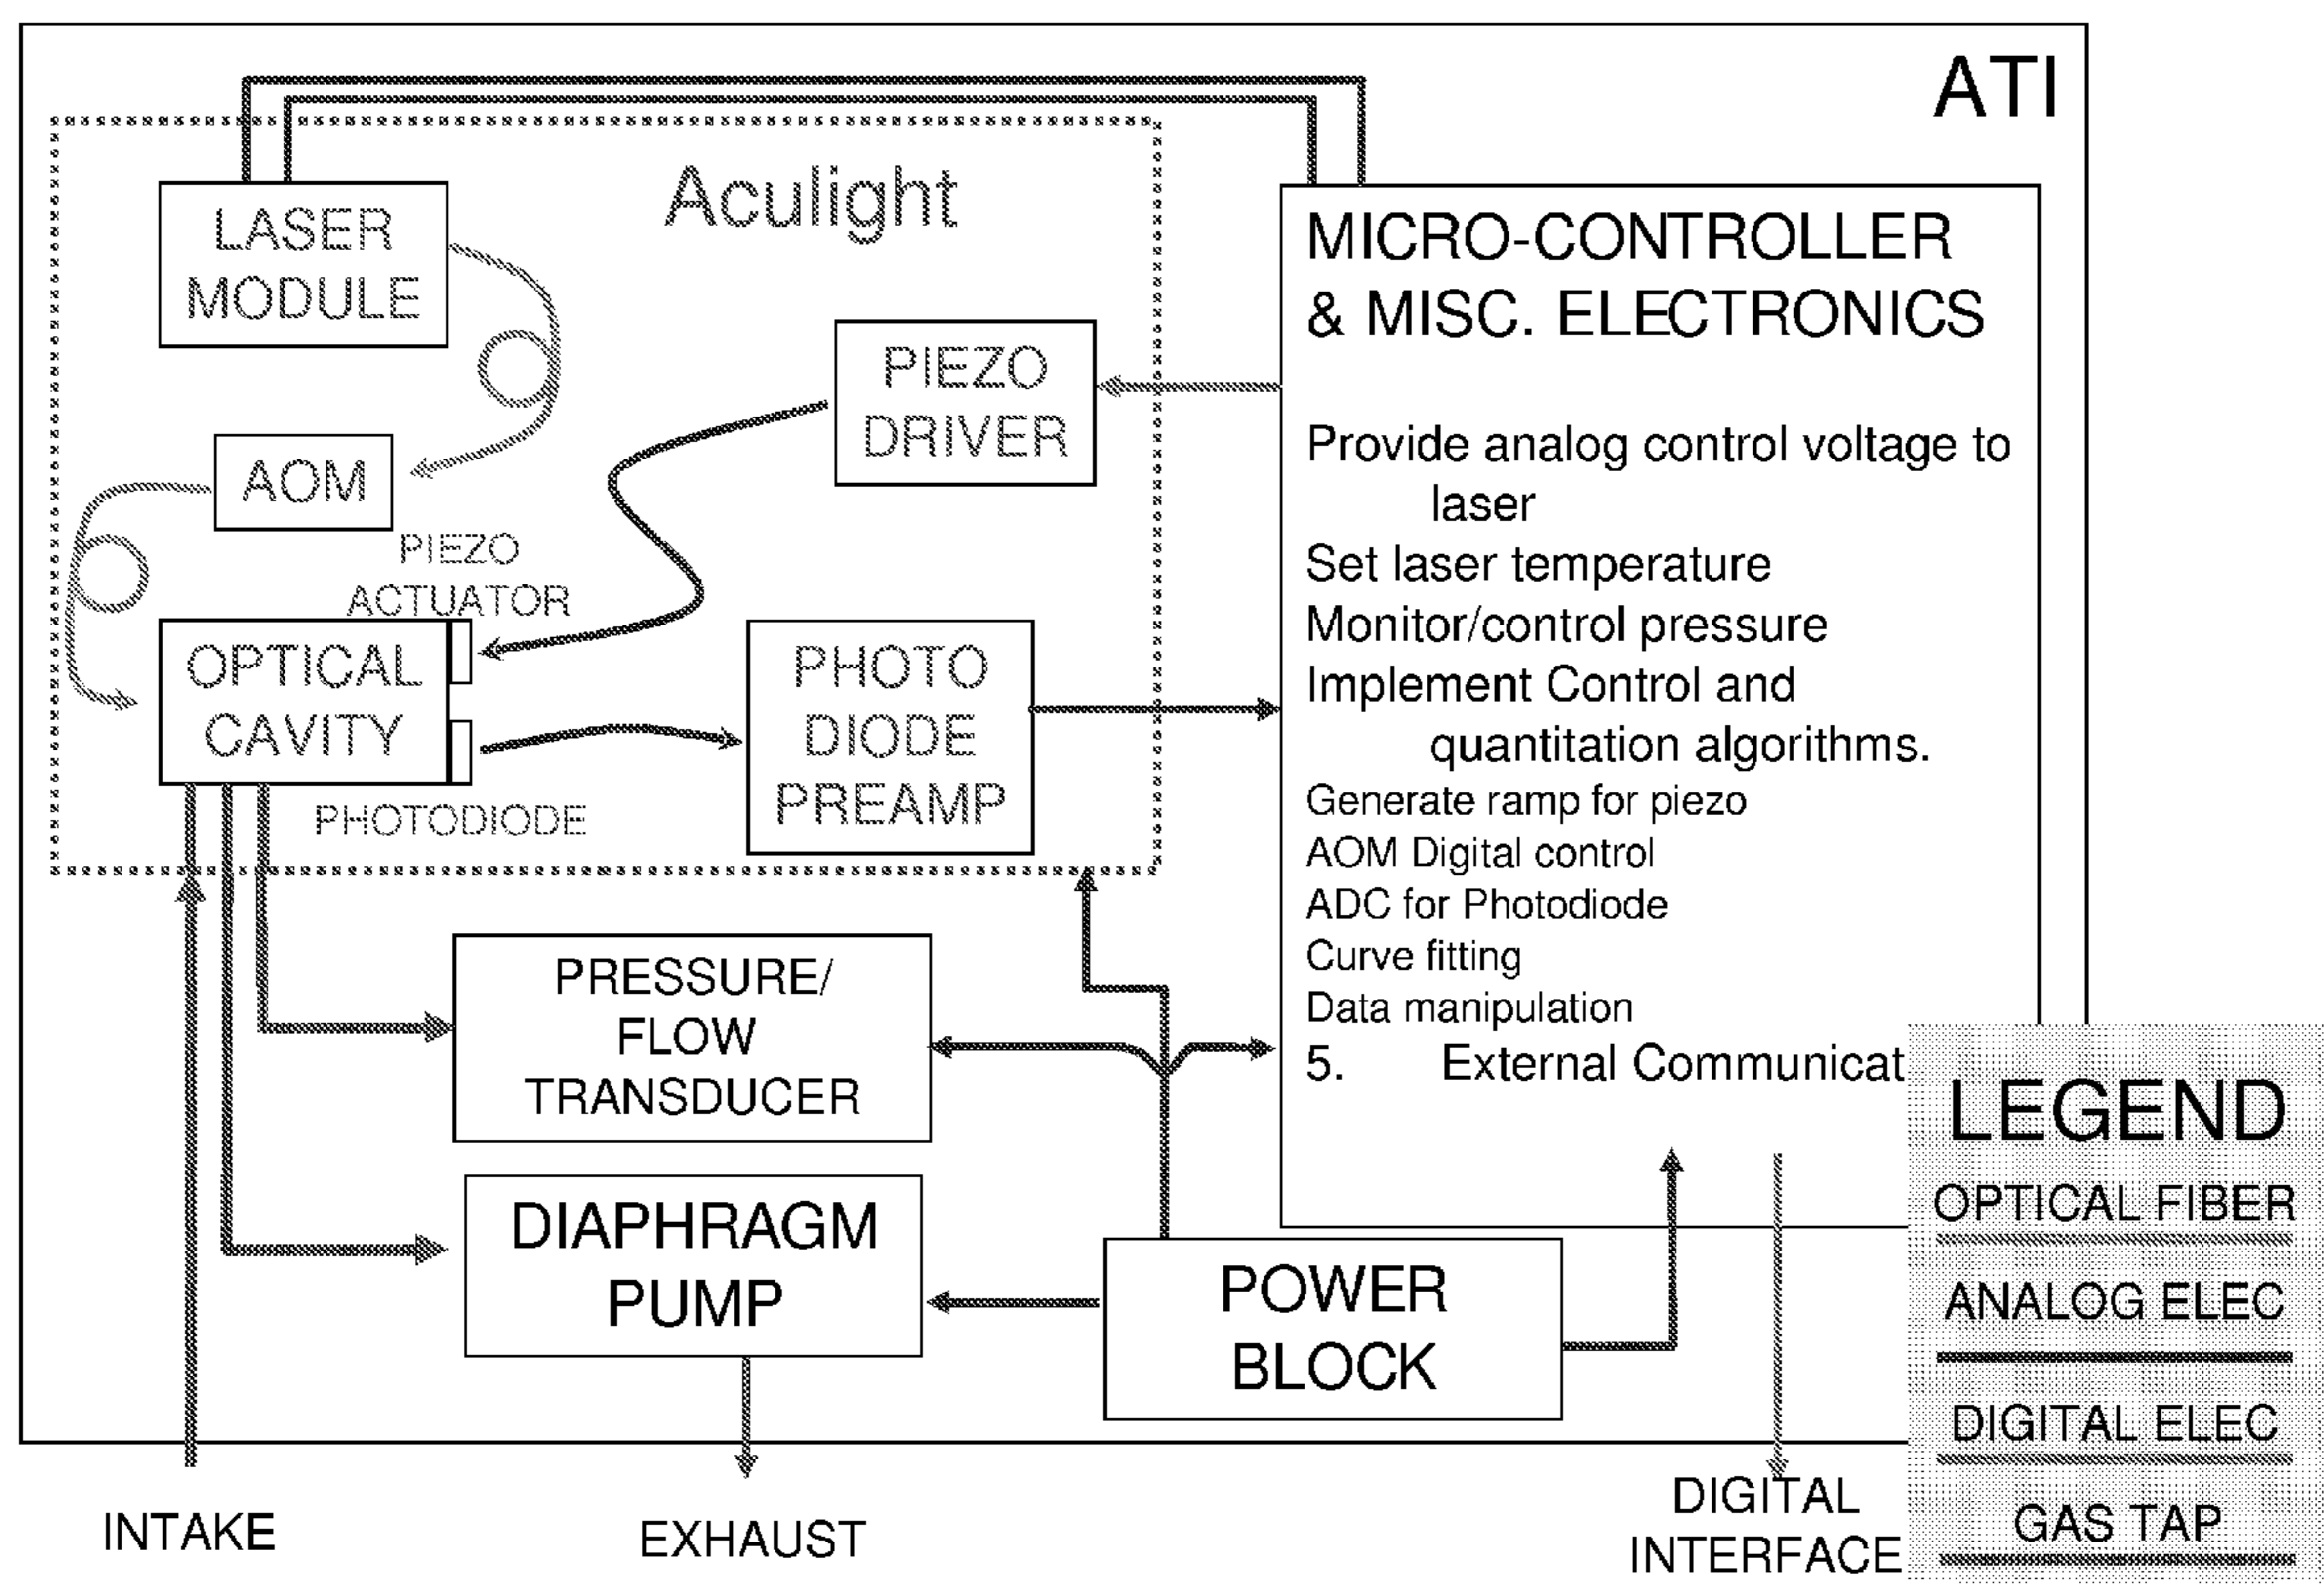 ATI
Aculight
LASER
MODULE
AOM
PIEZO
DRIVER
PIEZO
ACTUATOR
OPTICAL
CAVITY
PHOTODIODE
PHOTO
DIODE
PREAMP
MICRO-CONTROLLER
& MISC. ELECTRONICS
Provide analog control voltage to
laser
Set laser temperature
Monitor/control pressure
Implement Control and
quantitation algorithms.
Generate ramp for piezo
AOM Digital control
ADC for Photodiode
Curve fitting
Data manipulation
5. External Communicat
PRESSURE/
FLOW
TRANSDUCER
DIAPHRAGM
PUMP
POWER
BLOCK
INTAKE
EXHAUST
DIGITAL
INTERFACE
LEGEND
OPTICAL FIBER
ANALOG ELEC
DIGITAL ELEC
GAS TAP